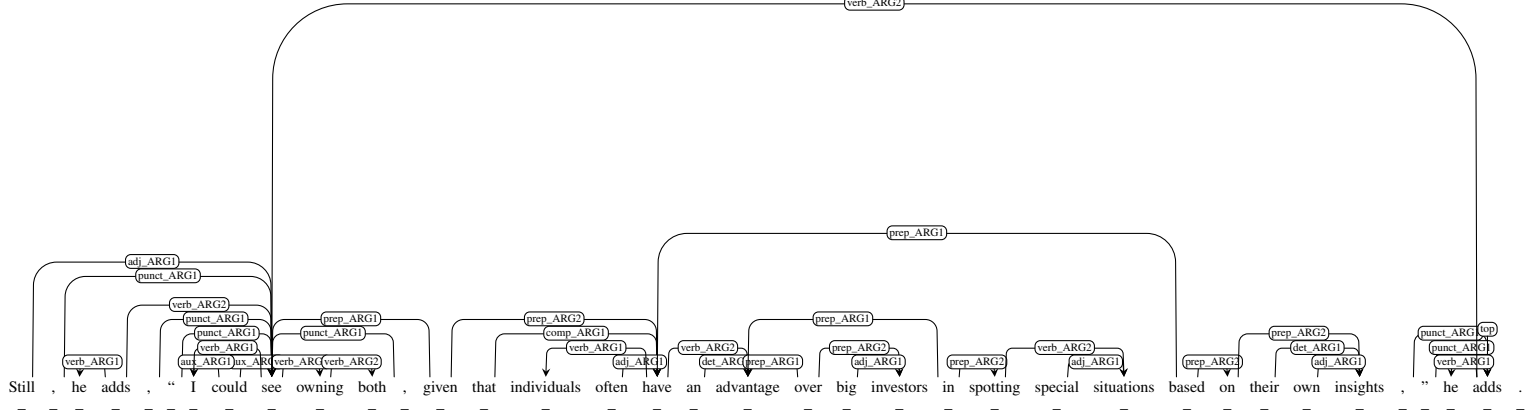 verb_ARG2
prep_ARG1
adj_ARG1
punct_ARG1
verb_ARG2
punct_ARG1 prep_ARG1 prep_ARG2 prep_ARG1
punct_ARG1 punct_ARG1 comp_ARG1 prep_ARG2 punct_ARG1 top
verb_ARG1 verb_ARG1 verb_ARG2 prep_ARG2 verb_ARG2 det_ARG1 punct_ARG1
verb_ARG1 aux_ARG1 verb_ARG2 adj_ARG1 prep_ARG1 adj_ARG1 prep_ARG2 adj_ARG1 prep_ARG2 adj_ARG1 verb_ARG1
Still , he adds , “ I could see owning both , given that individuals often have an advantage over big investors in spotting special situations based on their own insights , ” he adds .